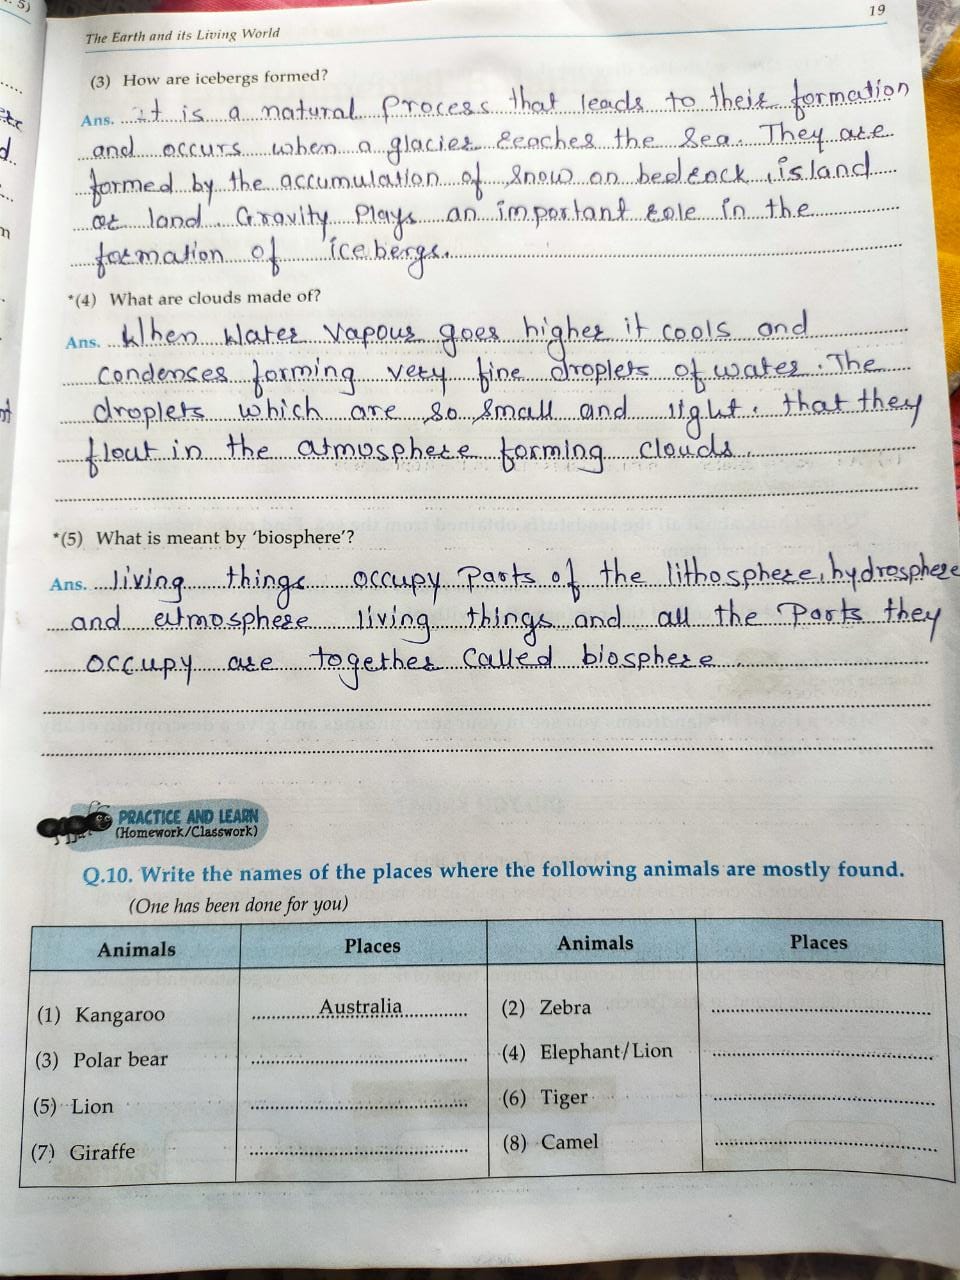 19
The Earth and its Living World
(3) How are icebergs formed?
Ans. it is a natural process that leads to their formation
and occurs when a glacier reaches the sea. They are
formed by the accumulation of snow on bedrock, island
or land. Gravity plays an important role in the
formation of icebergs.
*(4) What are clouds made of?
Ans. When water vapour goes higher it cools and
condenses forming very fine droplets of water. The
droplets which are so small and light. that they
flout in the atmosphere forming clouds.
*(5) What is meant by 'biosphere'?
Ans. living things occupy parts of the lithosphere, hydrosphere
and atmosphere living things and all the parts they
occupy are together called biosphere.
PRACTICE AND LEARN
(Homework/Classwork)
Q.10. Write the names of the places where the following animals are mostly found.
(One has been done for you)
Animals Places Animals Places
(1) Kangaroo Australia (2) Zebra
(3) Polar bear (4) Elephant/Lion
(5) Lion (6) Tiger
(7) Giraffe (8) Camel